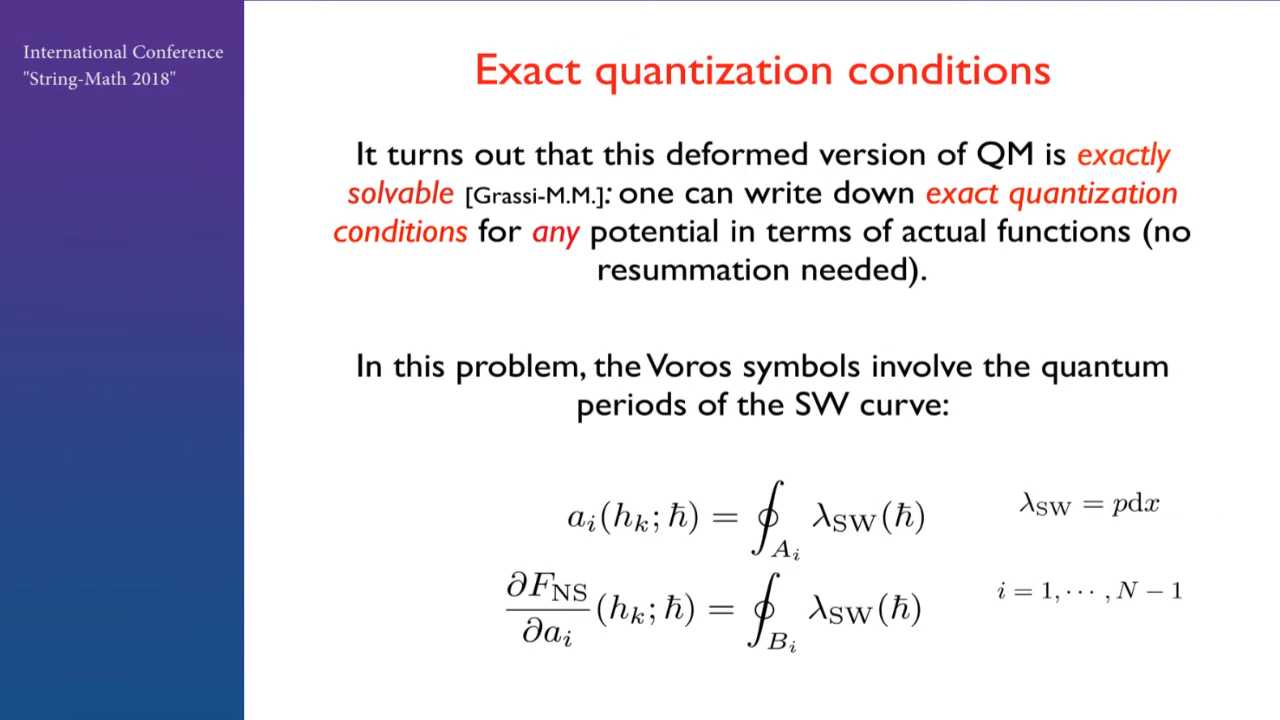 International Conference
"String-Math 2018"
Exact quantization conditions
It turns out that this deformed version of QM is exactly
solvable [Grassi-M.M.]: one can write down exact quantization
conditions for any potential in terms of actual functions (no
resummation needed).
In this problem, the Voros symbols involve the quantum
periods of the SW curve:
a_i(h_k; ħ) = ∮_{A_i} λ_SW(ħ)
λ_SW = pdx
∂F_NS/∂a_i (h_k; ħ) = ∮_{B_i} λ_SW(ħ)
i = 1, ⋯ , N − 1